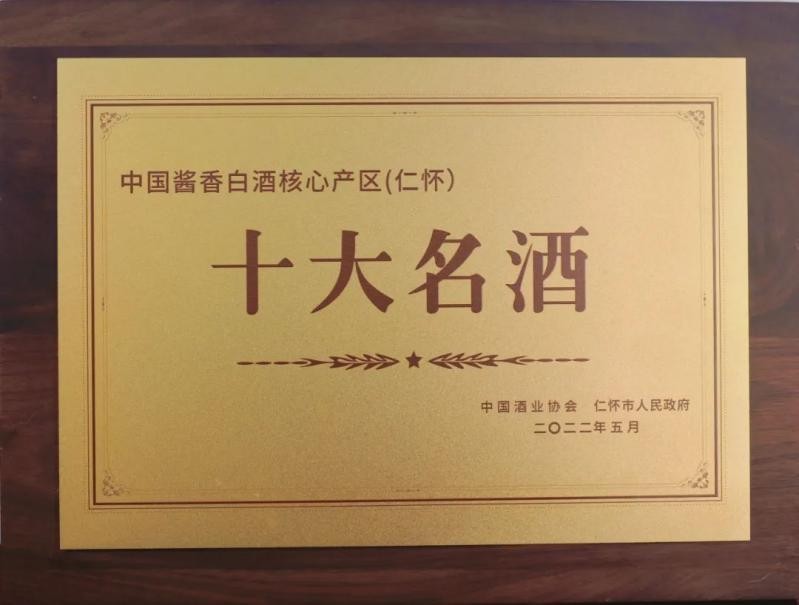 中国酱香白酒核心产区(仁怀)
十大名酒
中国酒业协会 仁怀市人民政府
二〇二二年五月